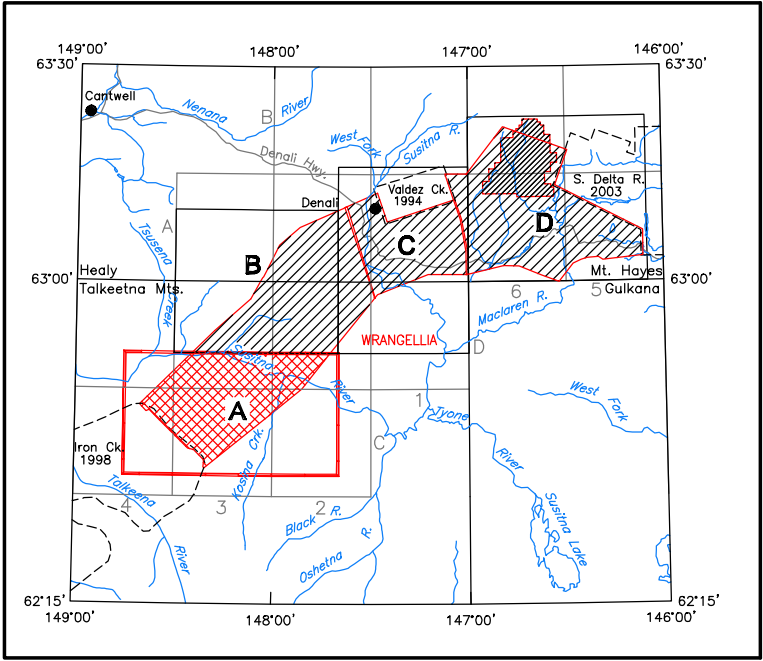 149°00'
148°00'
147°00'
146°00'
63°30'
63°30'
Cantwell
Nenana
River
B
Denali Hwy.
West Fork
Susitna R.
Valdez Ck.
1994
S. Delta R.
2003
Denali
A
Tsusena
Creek
B
C
D
Healy
Talkeetna Mts.
63°00'
Mt. Hayes
Gulkana
63°00'
6
5
Maclaren R.
WRANGELLIA
D
Susitna
River
A
1
Tyone
River
West
Fork
C
Iron Ck.
1998
Kosina Crk.
Talkeena
River
4
3
2
Black R.
Oshetna
R.
Susitna Lake
62°15'
62°15'
149°00'
148°00'
147°00'
146°00'